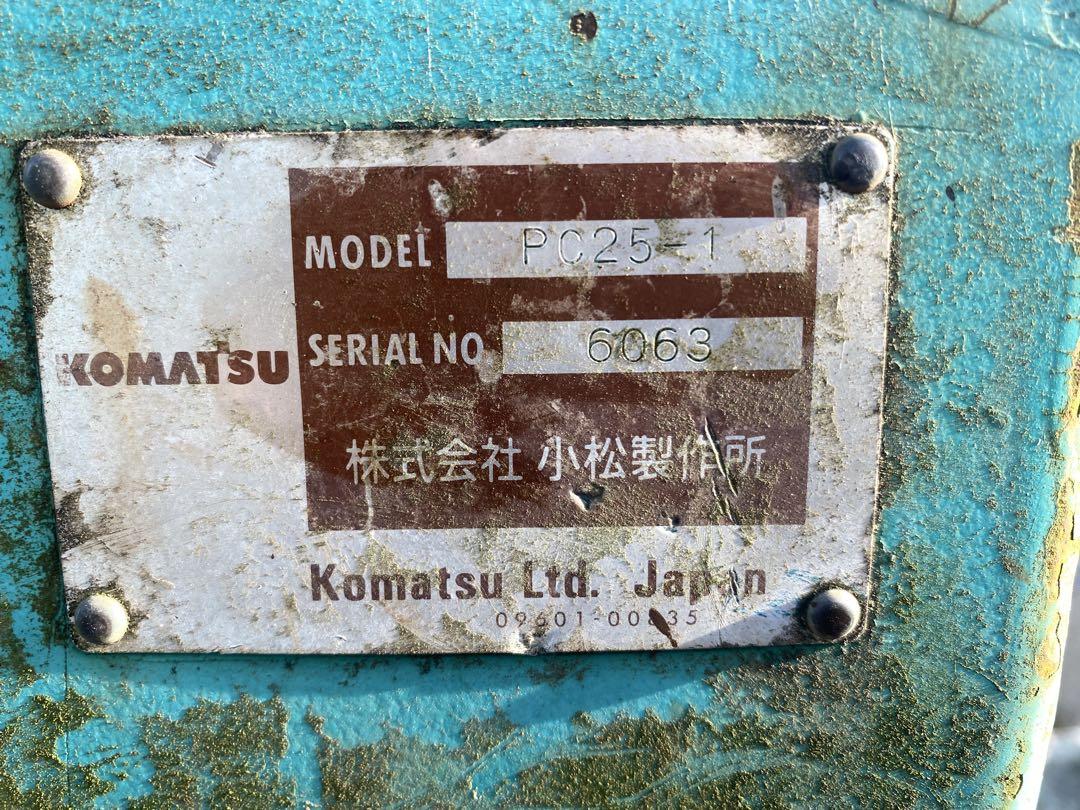 MODEL PC25-1
KOMATSU
SERIAL NO 6063
株式会社 小松製作所
Komatsu Ltd. Japan